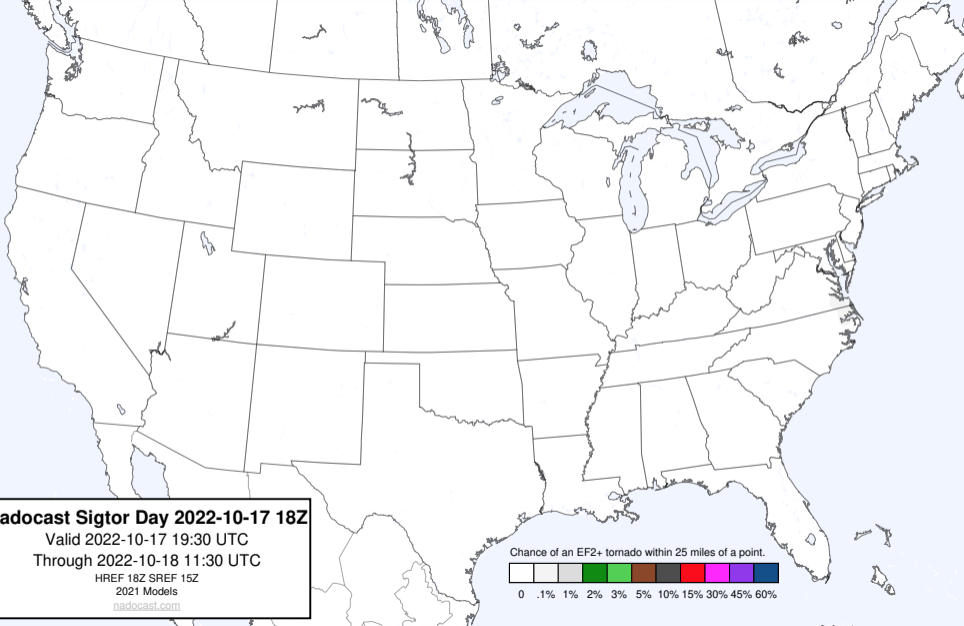 adocast Sigtor Day 2022-10-17 18Z
Valid 2022-10-17 19:30 UTC
Through 2022-10-18 11:30 UTC
HREF 18Z SREF 15Z
2021 Models
nadocast.com
Chance of an EF2+ tornado within 25 miles of a point.
0 .1% 1% 2% 3% 5% 10% 15% 30% 45% 60%